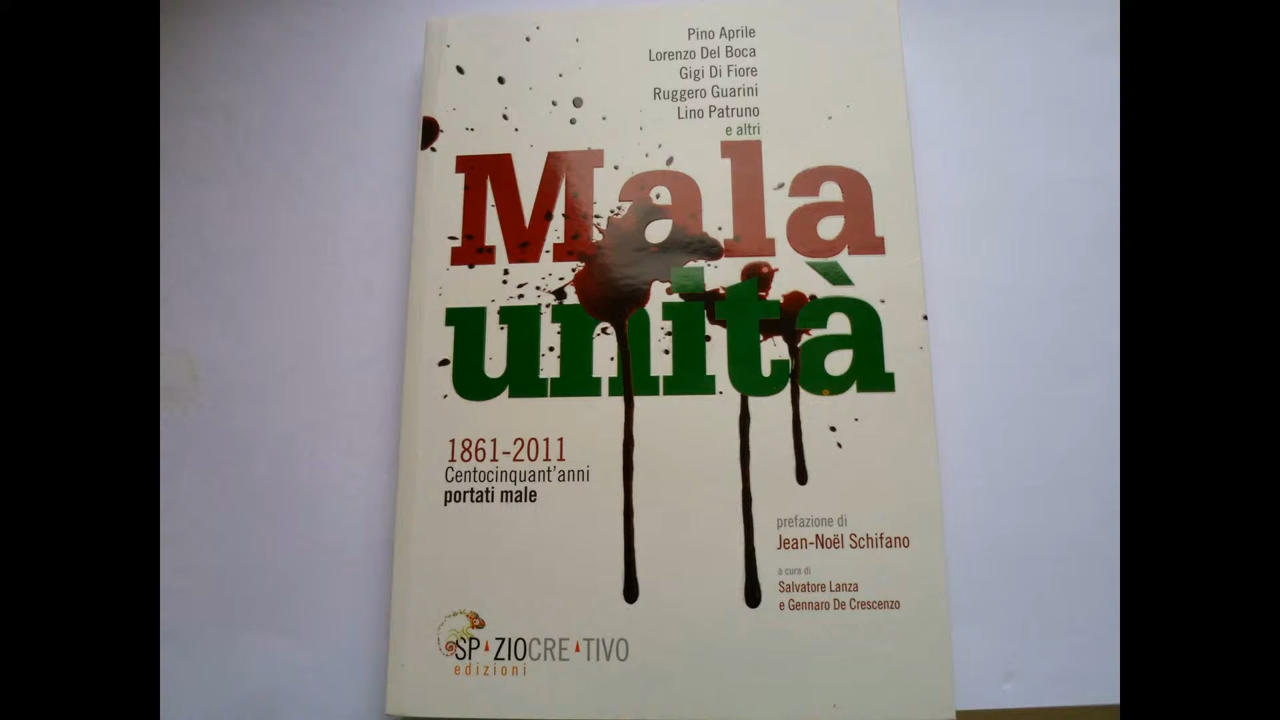 Pino Aprile
Lorenzo Del Boca
Gigi Di Fiore
Ruggero Guarini
Lino Patruno
e altri
Mala
unità
1861-2011
Centocinquant'anni
portati male
prefazione di
Jean-Noël Schifano
a cura di
Salvatore Lanza
e Gennaro De Crescenzo
SPAZIOCREATIVO
edizioni